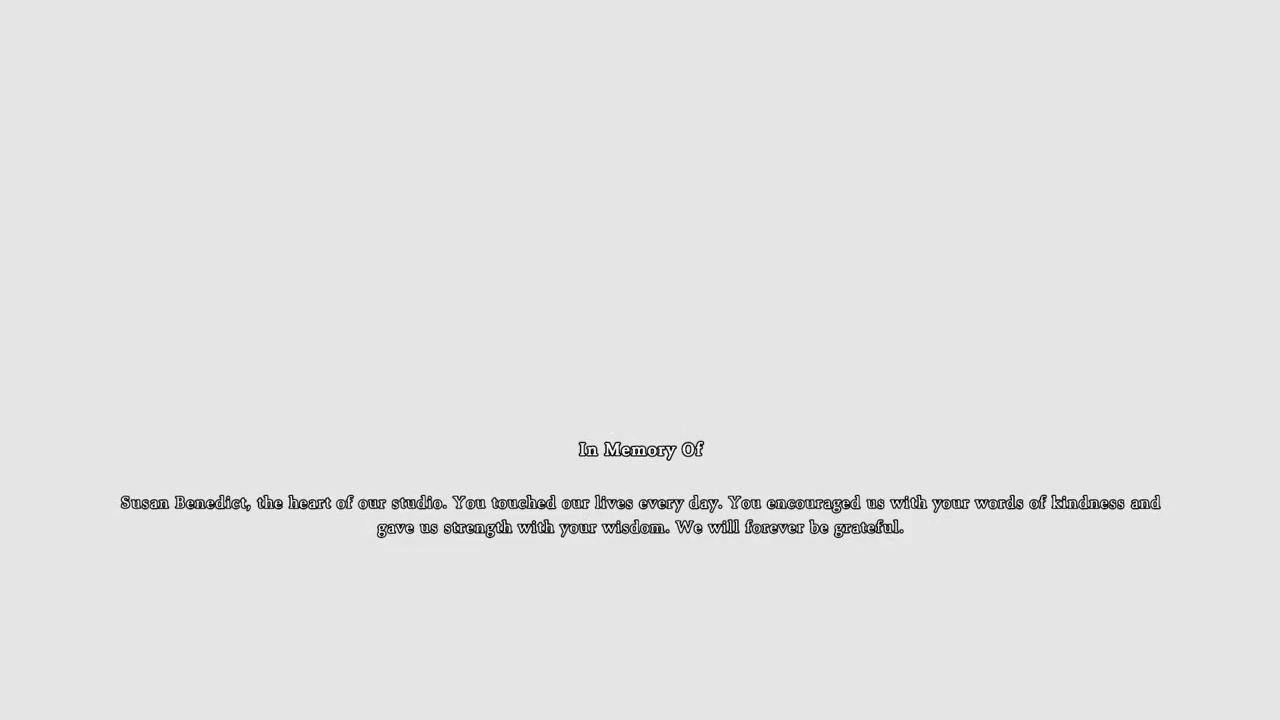 In Memory Of
Susan Benedict, the heart of our studio. You touched our lives every day. You encouraged us with your words of kindness and
gave us strength with your wisdom. We will forever be grateful.